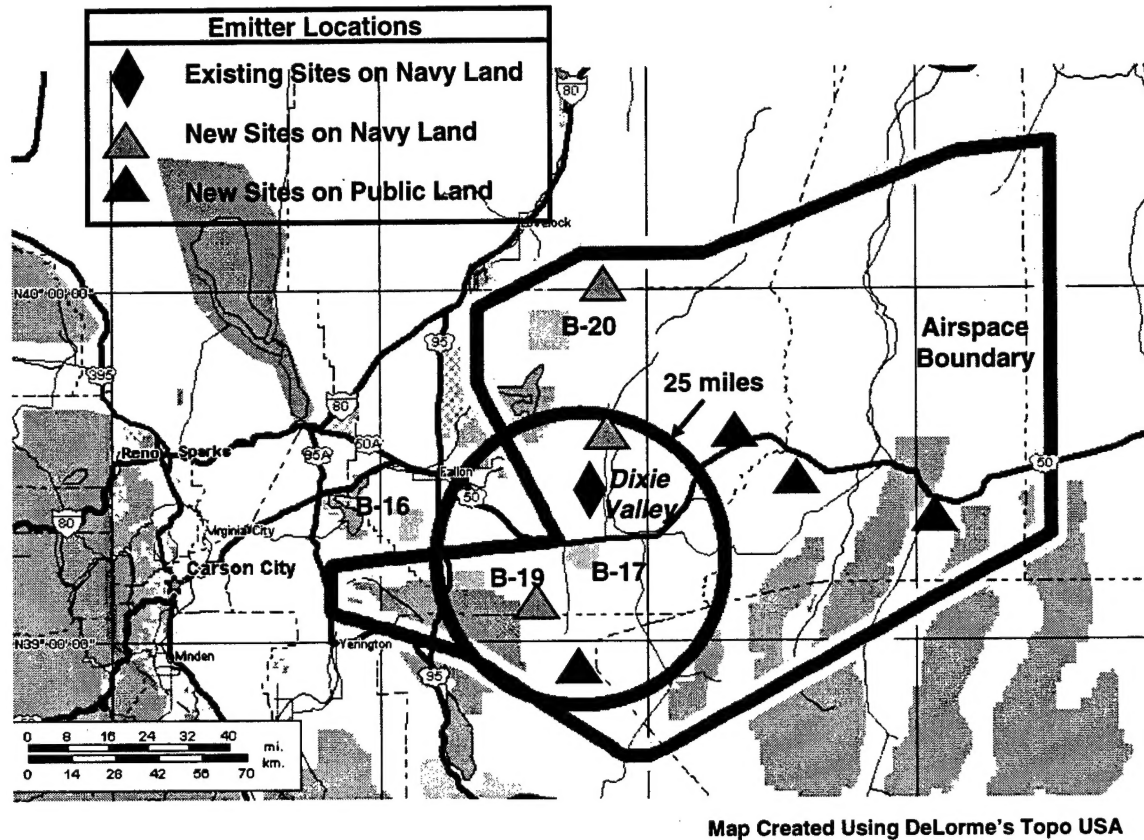 Emitter Locations
Existing Sites on Navy Land
New Sites on Navy Land
New Sites on Public Land
80
N40° 00' 00"
B-20
95
Airspace
Boundary
395
25 miles
80
50A
95A
Reno
Sparks
Fallon
50
50
Dixie
Valley
B-16
80
Virginia City
B-19
B-17
Carson City
N39° 00' 00"
Yerington
Minden
95
0 8 16 24 32 40 mi.
0 14 28 42 56 70 km.
Map Created Using DeLorme's Topo USA